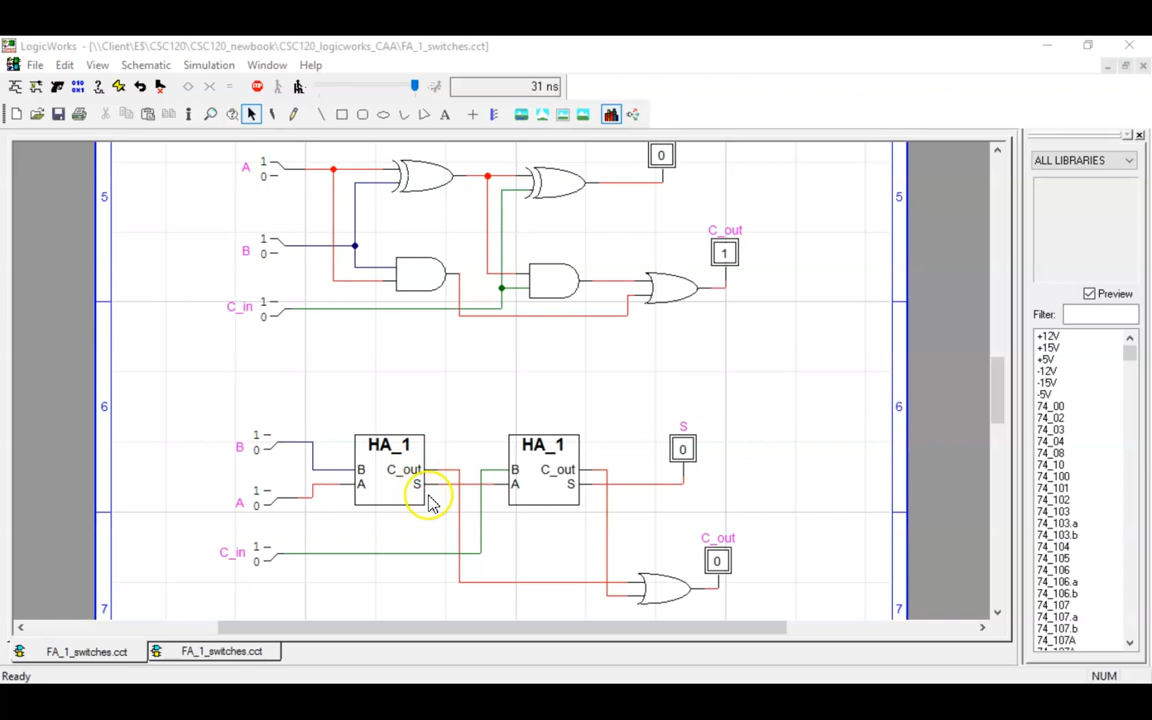 LogicWorks - [\\Client\E$\CSC120\CSC120_newbook\CSC120_logicworks_CAA\FA_1_switches.cct]
File Edit View Schematic Simulation Window Help
31 ns
ALL LIBRARIES
Preview
Filter:
+12V
+15V
+5V
-12V
-15V
-5V
74_00
74_02
74_03
74_04
74_08
74_10
74_100
74_101
74_102
74_103
74_103.a
74_103.b
74_104
74_105
74_106
74_106.a
74_106.b
74_107
74_107.a
74_107.b
74_107A
5 5
A 1 0
0
B 1 0
C_out
1
C_in 1 0
6 6
B 1 0
A 1 0
C_in 1 0
HA_1
B C_out
A S
HA_1
B C_out
A S
S
0
C_out
0
7 7
FA_1_switches.cct FA_1_switches.cct
Ready NUM